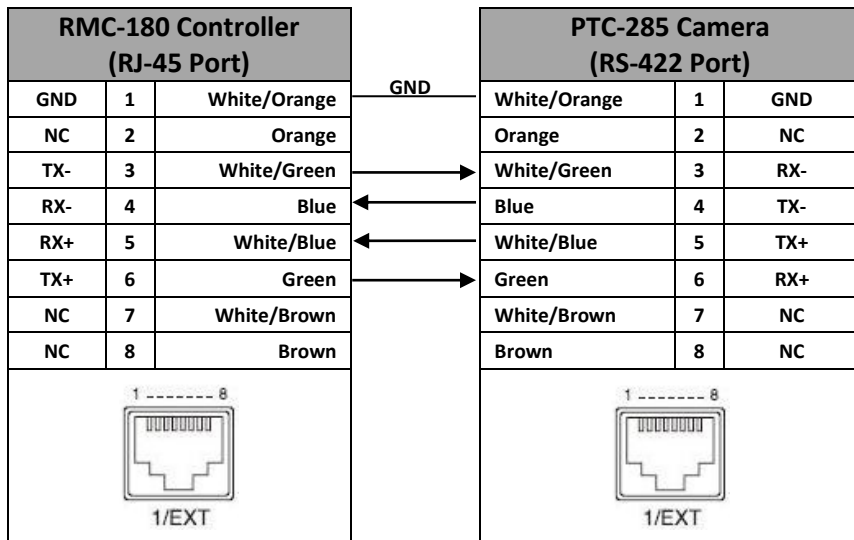 RMC-180 Controller
(RJ-45 Port)
PTC-285 Camera
(RS-422 Port)
GND 1 White/Orange GND White/Orange 1 GND
NC 2 Orange Orange 2 NC
TX- 3 White/Green White/Green 3 RX-
RX- 4 Blue Blue 4 TX-
RX+ 5 White/Blue White/Blue 5 TX+
TX+ 6 Green Green 6 RX+
NC 7 White/Brown White/Brown 7 NC
NC 8 Brown Brown 8 NC
1 ------- 8
1/EXT
1 ------- 8
1/EXT